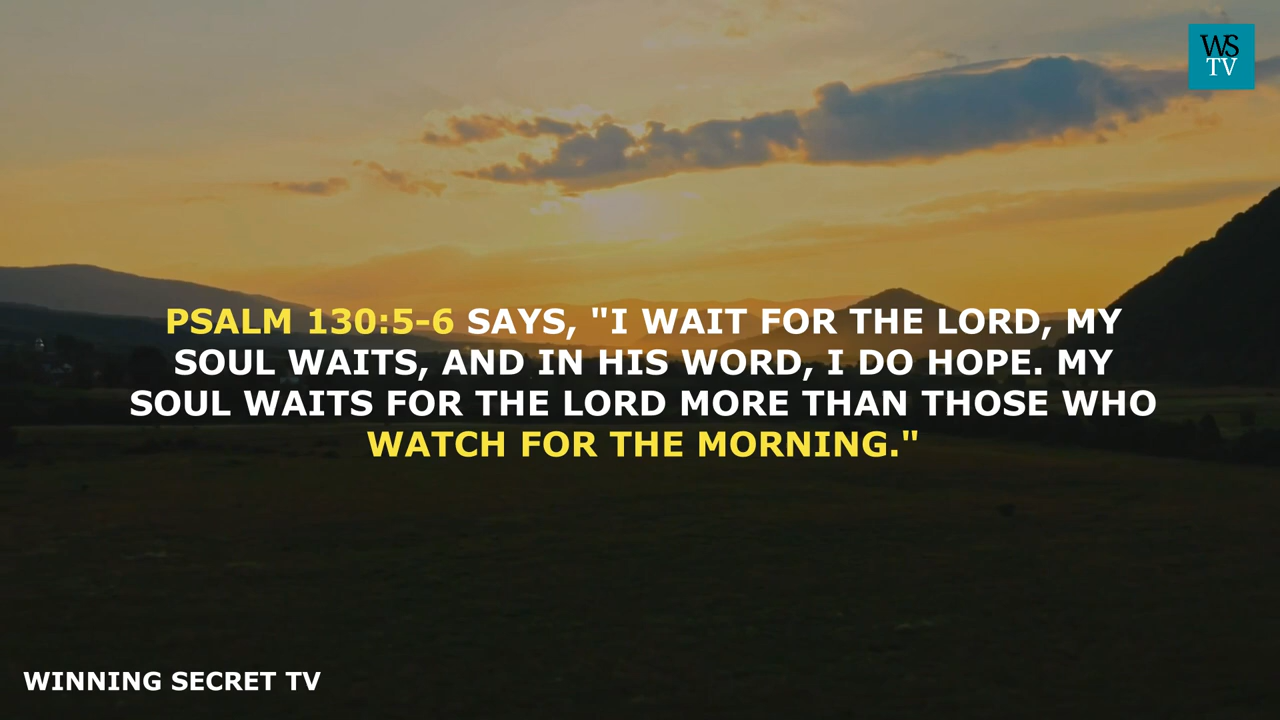 WS
TV
PSALM 130:5-6 SAYS, "I WAIT FOR THE LORD, MY
SOUL WAITS, AND IN HIS WORD, I DO HOPE. MY
SOUL WAITS FOR THE LORD MORE THAN THOSE WHO
WATCH FOR THE MORNING."
WINNING SECRET TV